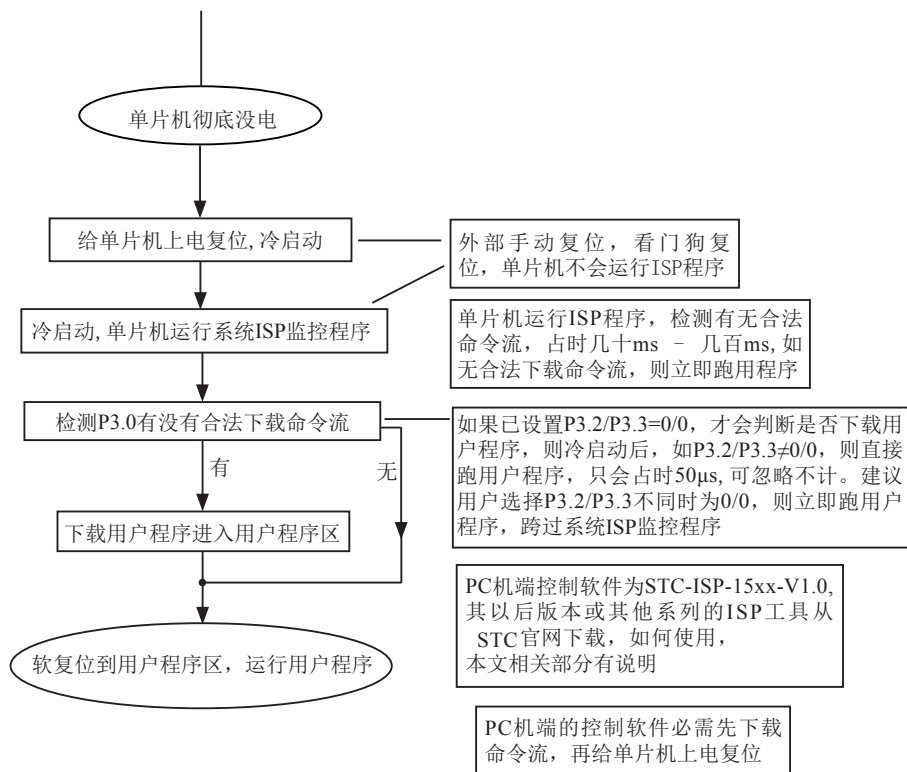 单片机彻底没电
给单片机上电复位,冷启动
外部手动复位，看门狗复
位，单片机不会运行ISP程序
冷启动,单片机运行系统ISP监控程序
单片机运行ISP程序，检测有无合法
命令流，占时几十ms - 几百ms,如
无合法下载命令流，则立即跑用程序
检测P3.0有没有合法下载命令流
如果已设置P3.2/P3.3=0/0，才会判断是否下载用
户程序，则冷启动后，如P3.2/P3.3≠0/0，则直接
跑用户程序，只会占时50μs,可忽略不计。建议
用户选择P3.2/P3.3不同时为0/0，则立即跑用户
程序，跨过系统ISP监控程序
有
无
下载用户程序进入用户程序区
PC机端控制软件为STC-ISP-15xx-V1.0,
其以后版本或其他系列的ISP工具从
STC官网下载，如何使用，
本文相关部分有说明
软复位到用户程序区，运行用户程序
PC机端的控制软件必需先下载
命令流，再给单片机上电复位